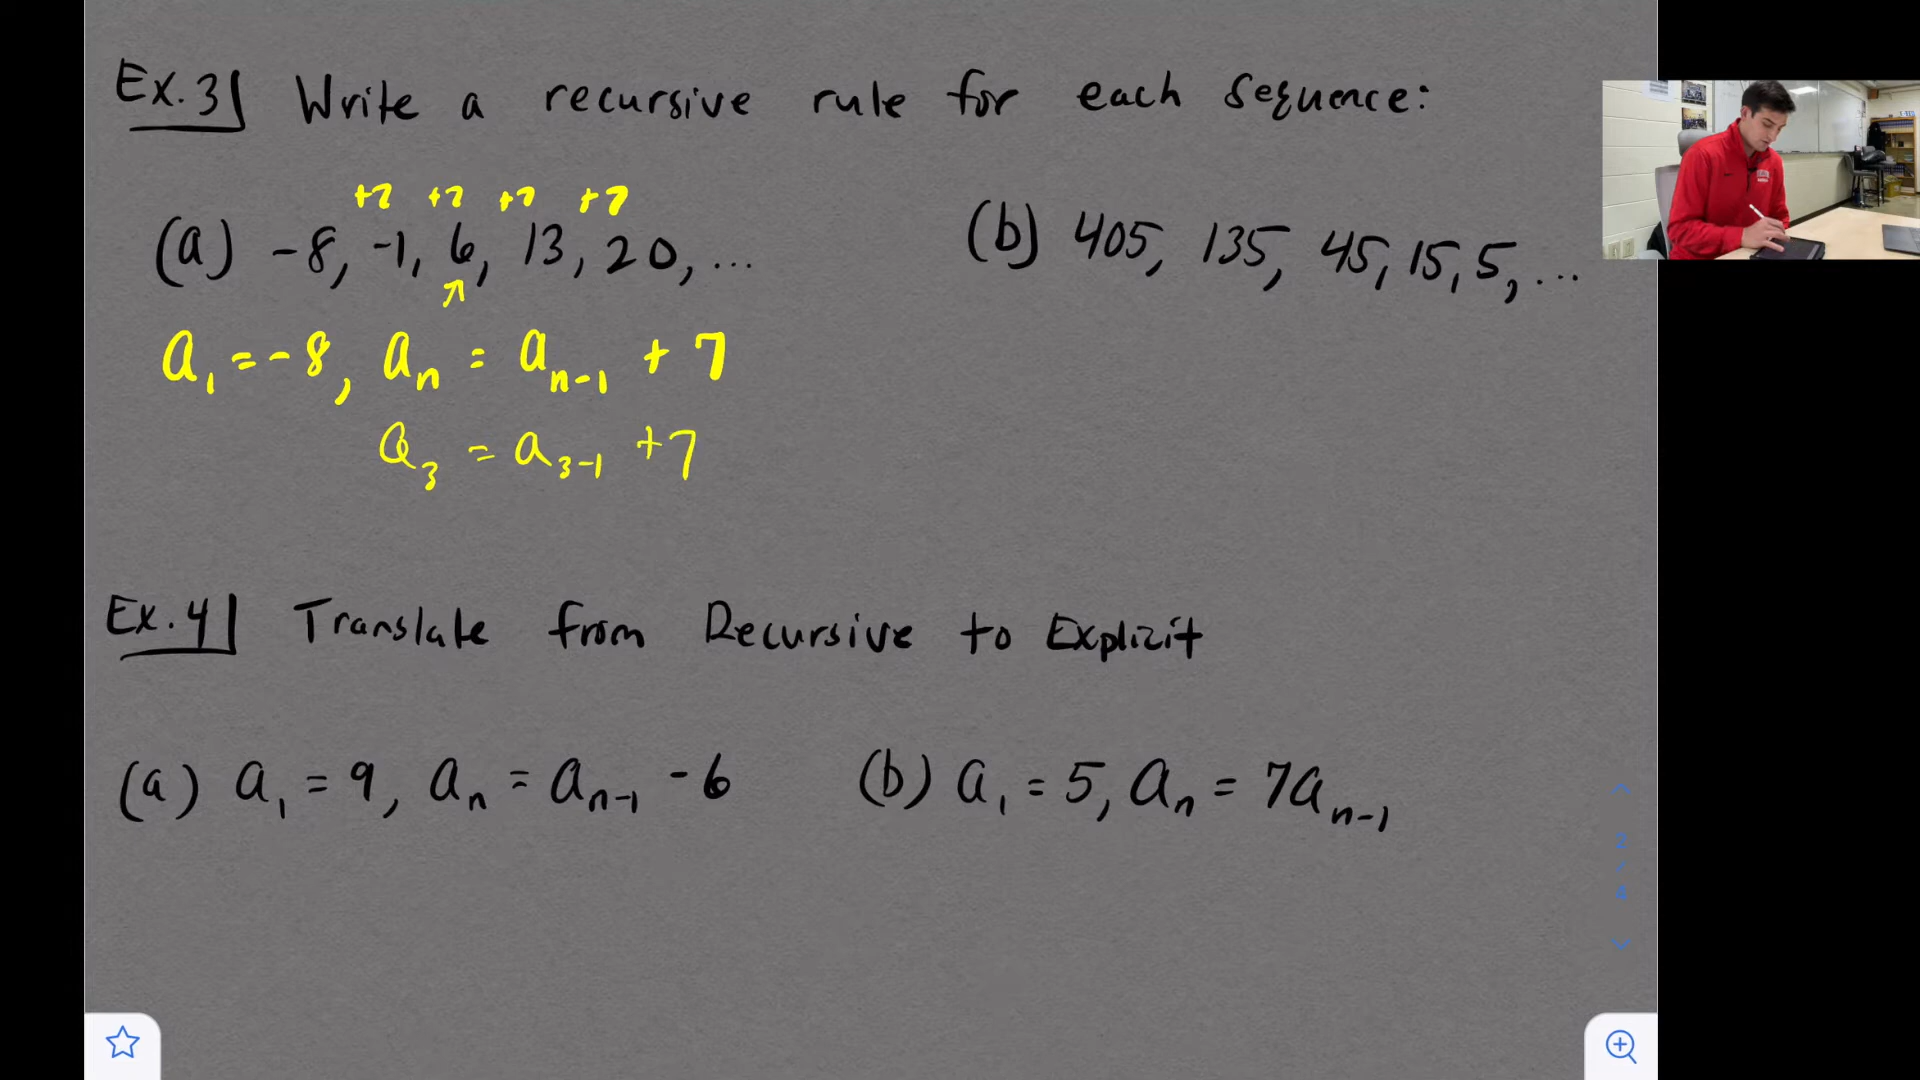 Ex.3 Write a recursive rule for each sequence:
+7 +7 +7 +7
(a) -8, -1, 6, 13, 20, ...
(b) 405, 135, 45, 15, 5, ...
↗
a₁ = -8, aₙ = aₙ₋₁ + 7
a₃ = a₃₋₁ + 7
Ex.4 Translate from Recursive to Explicit
(a) a₁ = 9, aₙ = aₙ₋₁ - 6
(b) a₁ = 5, aₙ = 7aₙ₋₁
2
/